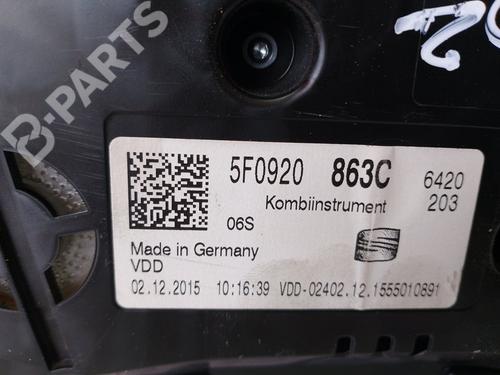 B-PARTS
5F0920 863C 6420
203
Kombiinstrument
06S
Made in Germany
VDD
02.12.2015 10:16:39 VDD-02402.12.1555010891